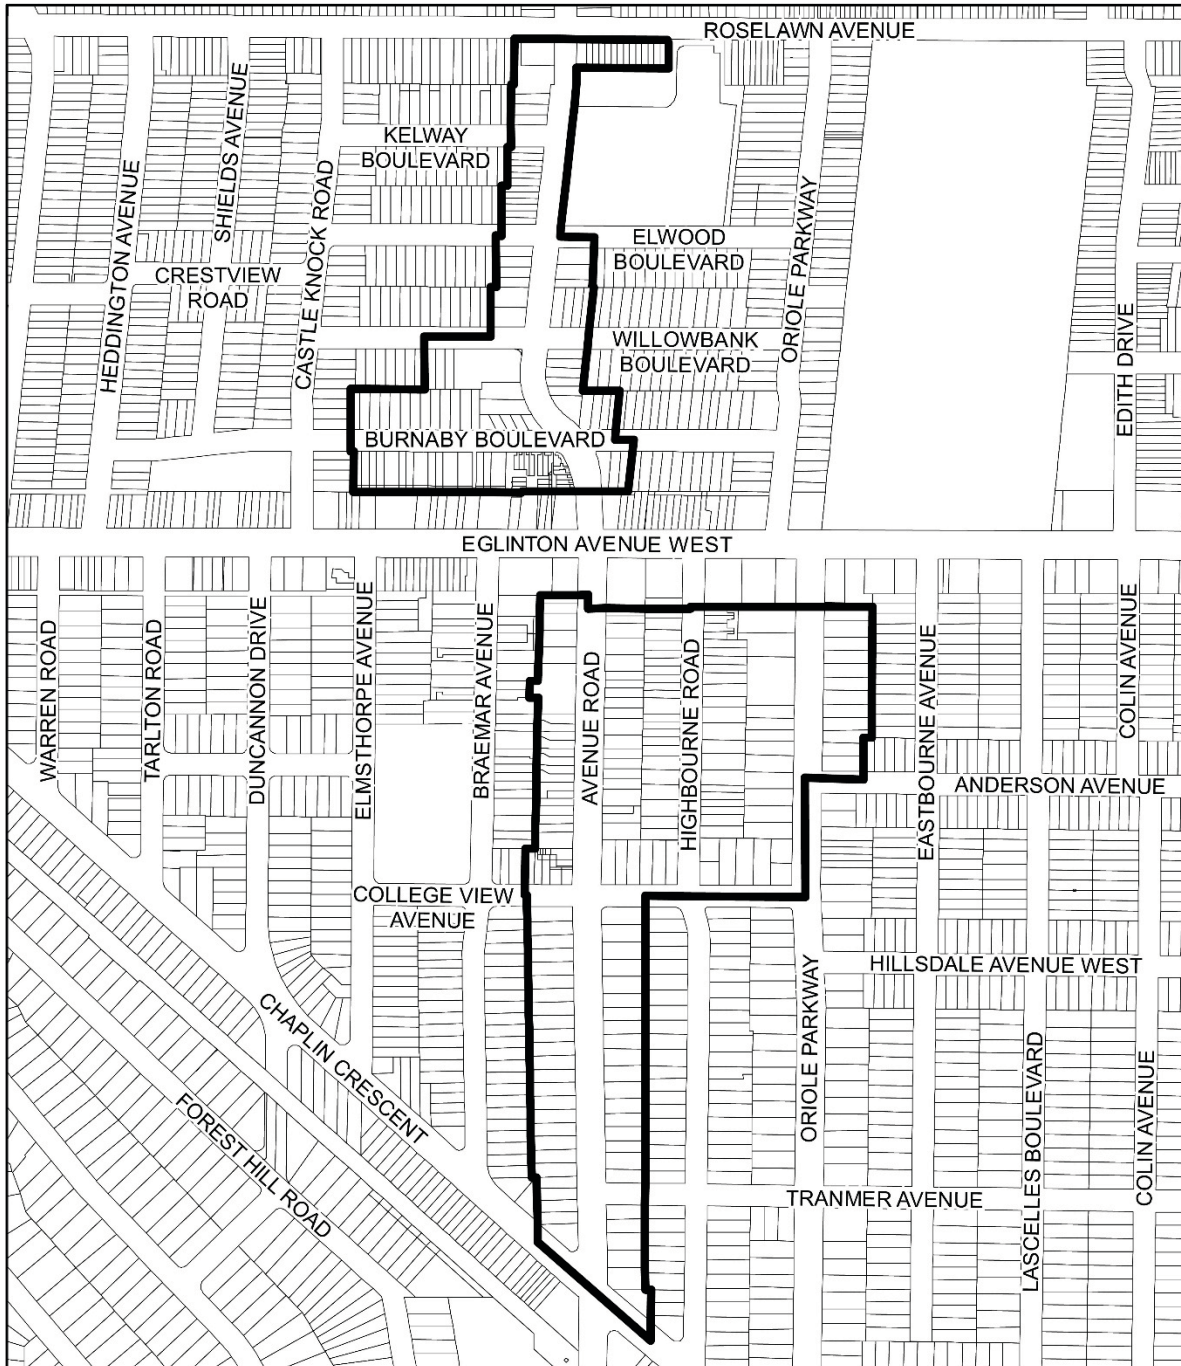 ROSELAWN AVENUE
KELWAY
BOULEVARD
SHIELDS AVENUE
HEDDINGTON AVENUE
CASTLE KNOCK ROAD
CRESTVIEW
ROAD
ELWOOD
BOULEVARD
ORIOLE PARKWAY
WILLOWBANK
BOULEVARD
EDITH DRIVE
BURNABY BOULEVARD
EGLINTON AVENUE WEST
WARREN ROAD
TARLTON ROAD
DUNCANNON DRIVE
ELMSTHORPE AVENUE
BRAEMAR AVENUE
AVENUE ROAD
HIGHBOURNE ROAD
EASTBOURNE AVENUE
COLIN AVENUE
ANDERSON AVENUE
COLLEGE VIEW
AVENUE
HILLSDALE AVENUE WEST
ORIOLE PARKWAY
CHAPLIN CRESCENT
FOREST HILL ROAD
LASCELLES BOULEVARD
COLIN AVENUE
TRANMER AVENUE